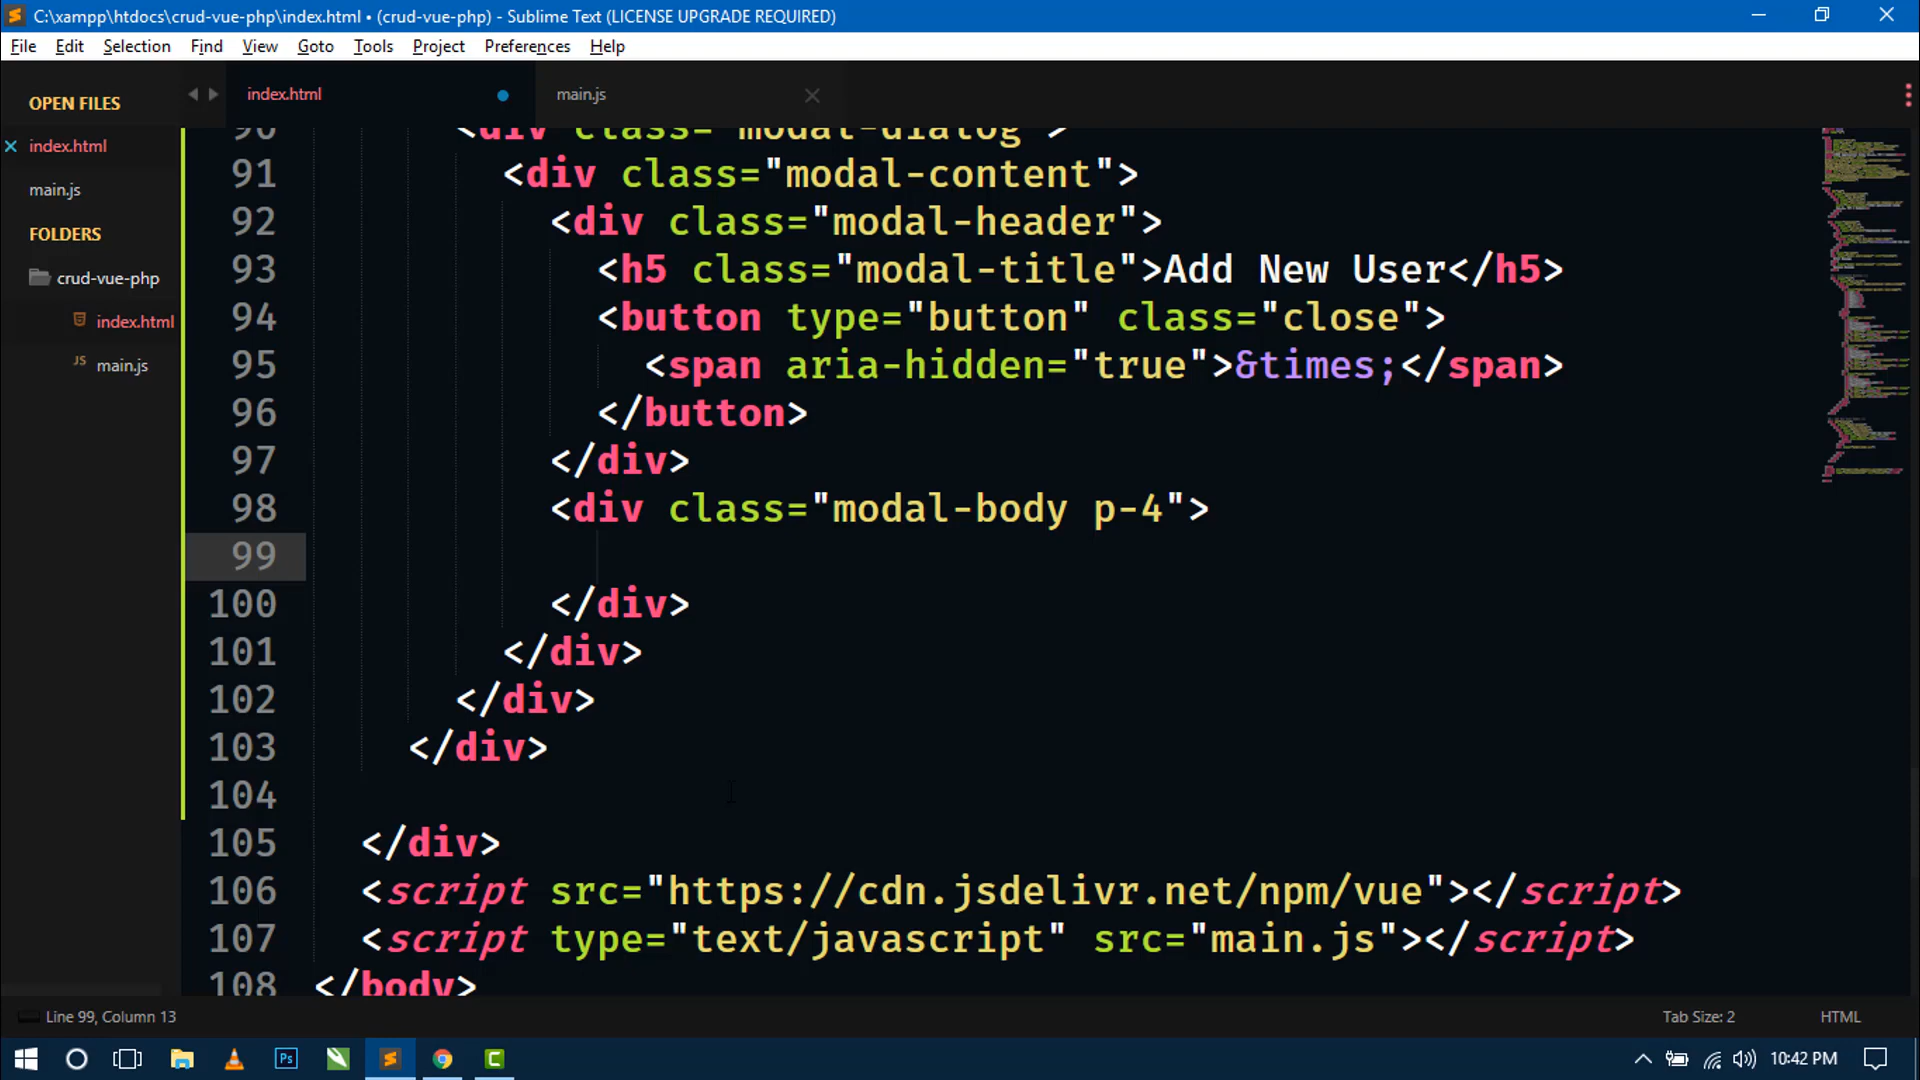 C:\xampp\htdocs\crud-vue-php\index.html • (crud-vue-php) - Sublime Text (LICENSE UPGRADE REQUIRED)
File Edit Selection Find View Goto Tools Project Preferences Help
OPEN FILES
index.html
main.js
FOLDERS
crud-vue-php
index.html
main.js
index.html main.js
90 <div class="modal-dialog">
91 <div class="modal-content">
92 <div class="modal-header">
93 <h5 class="modal-title">Add New User</h5>
94 <button type="button" class="close">
95 <span aria-hidden="true">&times;</span>
96 </button>
97 </div>
98 <div class="modal-body p-4">
99
100 </div>
101 </div>
102 </div>
103 </div>
104
105 </div>
106 <script src="https://cdn.jsdelivr.net/npm/vue"></script>
107 <script type="text/javascript" src="main.js"></script>
108 </body>
Line 99, Column 13 Tab Size: 2 HTML
Ps
10:42 PM